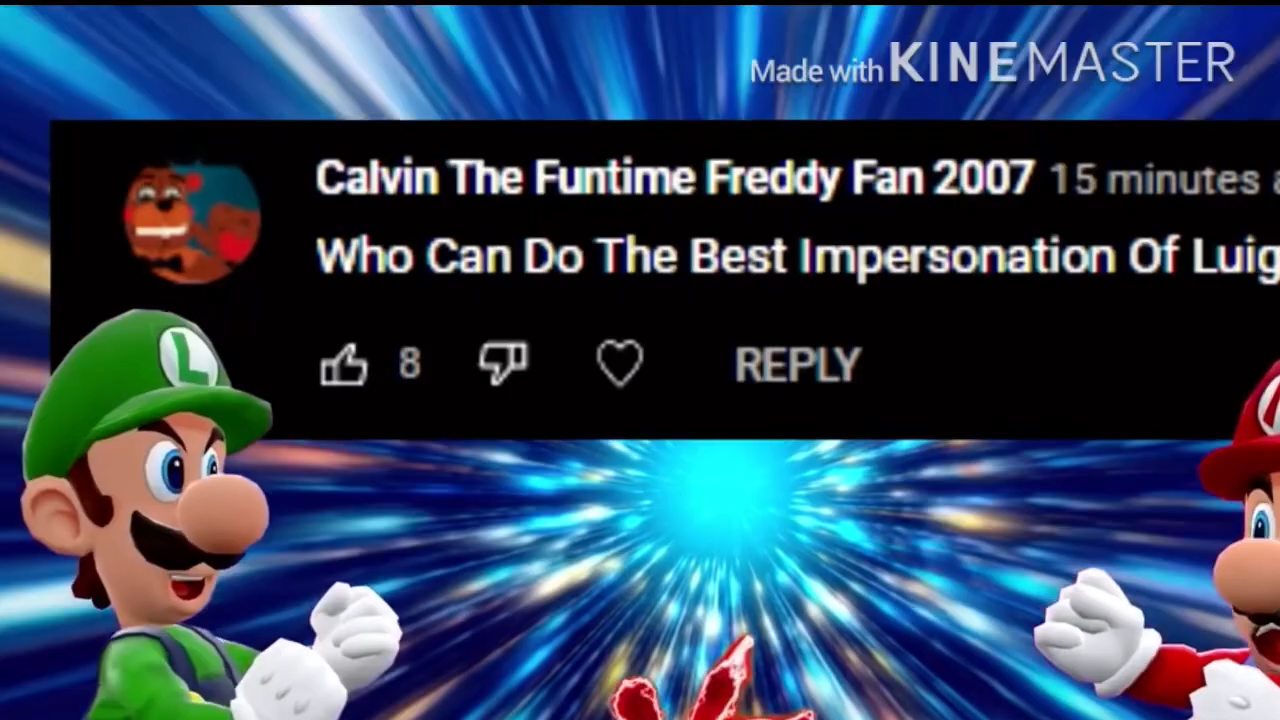 Made with KINEMASTER
Calvin The Funtime Freddy Fan 2007 15 minutes
Who Can Do The Best Impersonation Of
8
REPLY
L